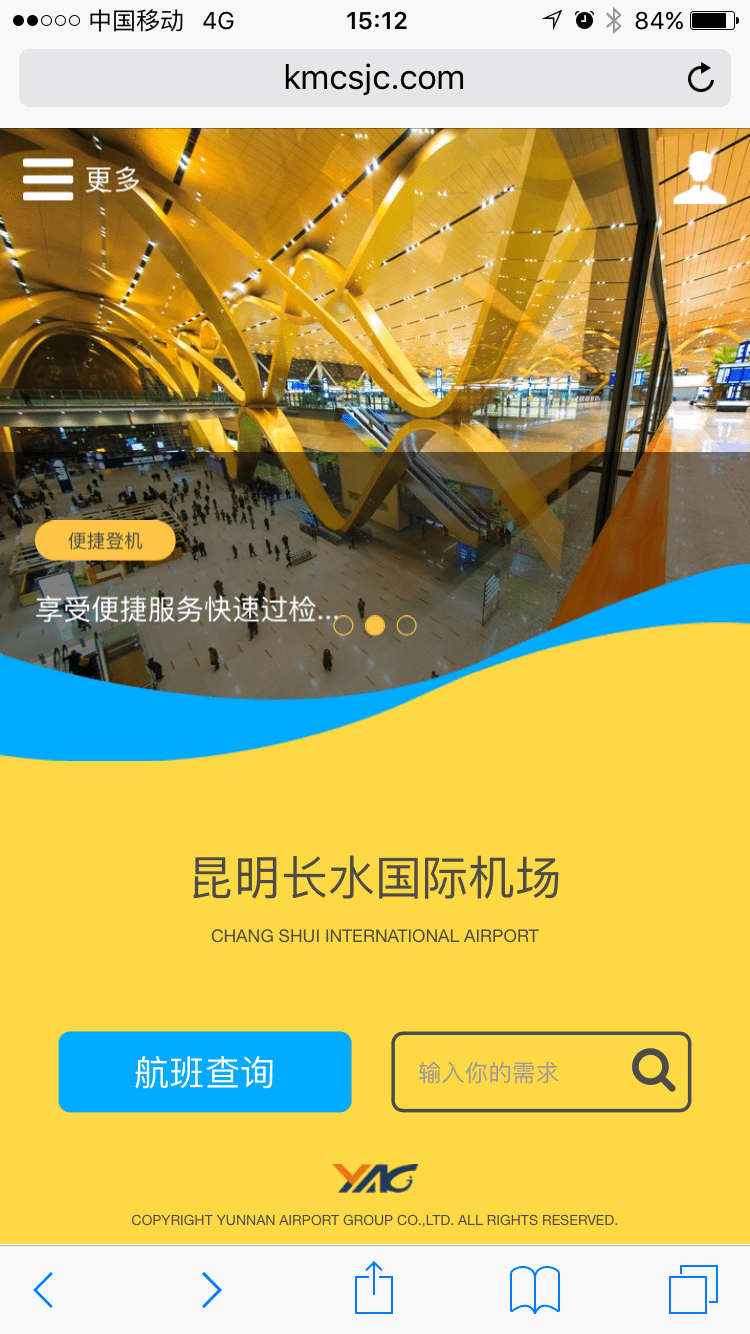 中国移动 4G 15:12 84%
kmcsjc.com
更多
便捷登机
享受便捷服务快速过检...
昆明长水国际机场
CHANG SHUI INTERNATIONAL AIRPORT
航班查询
输入你的需求
YAG
COPYRIGHT YUNNAN AIRPORT GROUP CO.,LTD. ALL RIGHTS RESERVED.